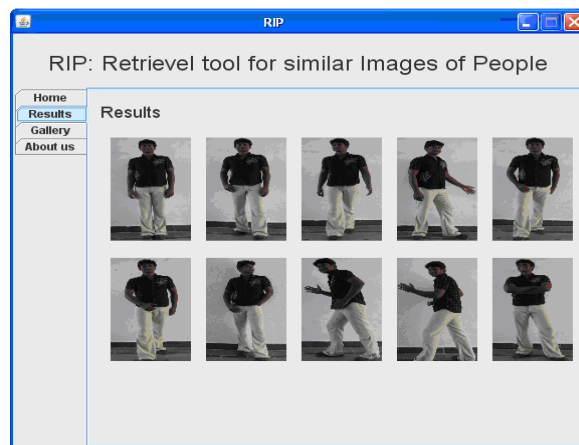 RIP
RIP: Retrievel tool for similar Images of People
Home
Results
Gallery
About us
Results